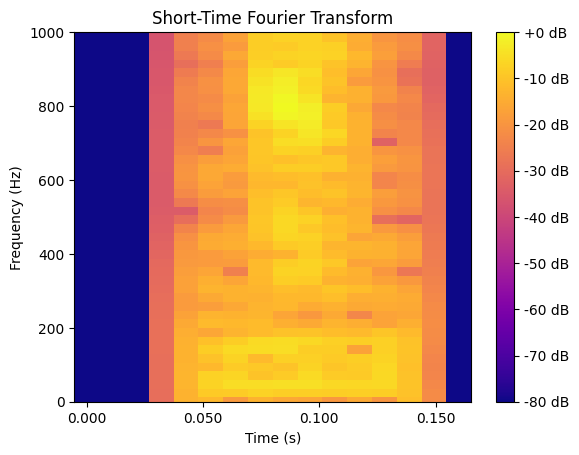 Short-Time Fourier Transform
1000
800
600
400
200
0
Frequency (Hz)
0.000
0.050
0.100
0.150
Time (s)
+0 dB
-10 dB
-20 dB
-30 dB
-40 dB
-50 dB
-60 dB
-70 dB
-80 dB